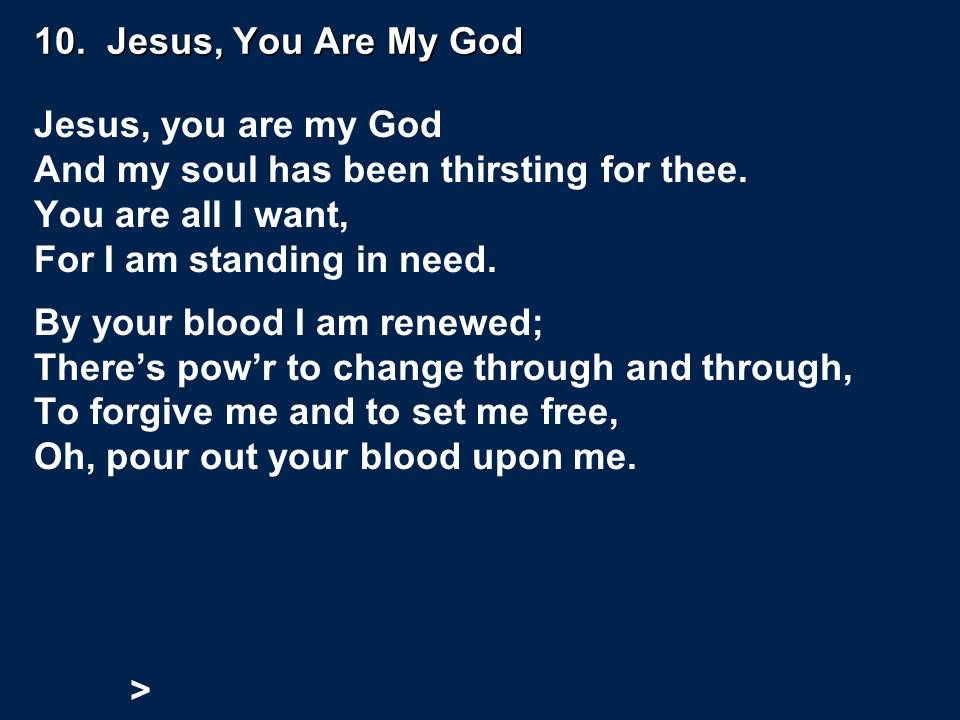 10. Jesus, You Are My God
Jesus, you are my God
And my soul has been thirsting for thee.
You are all I want,
For I am standing in need.
By your blood I am renewed;
There’s pow’r to change through and through,
To forgive me and to set me free,
Oh, pour out your blood upon me.
>